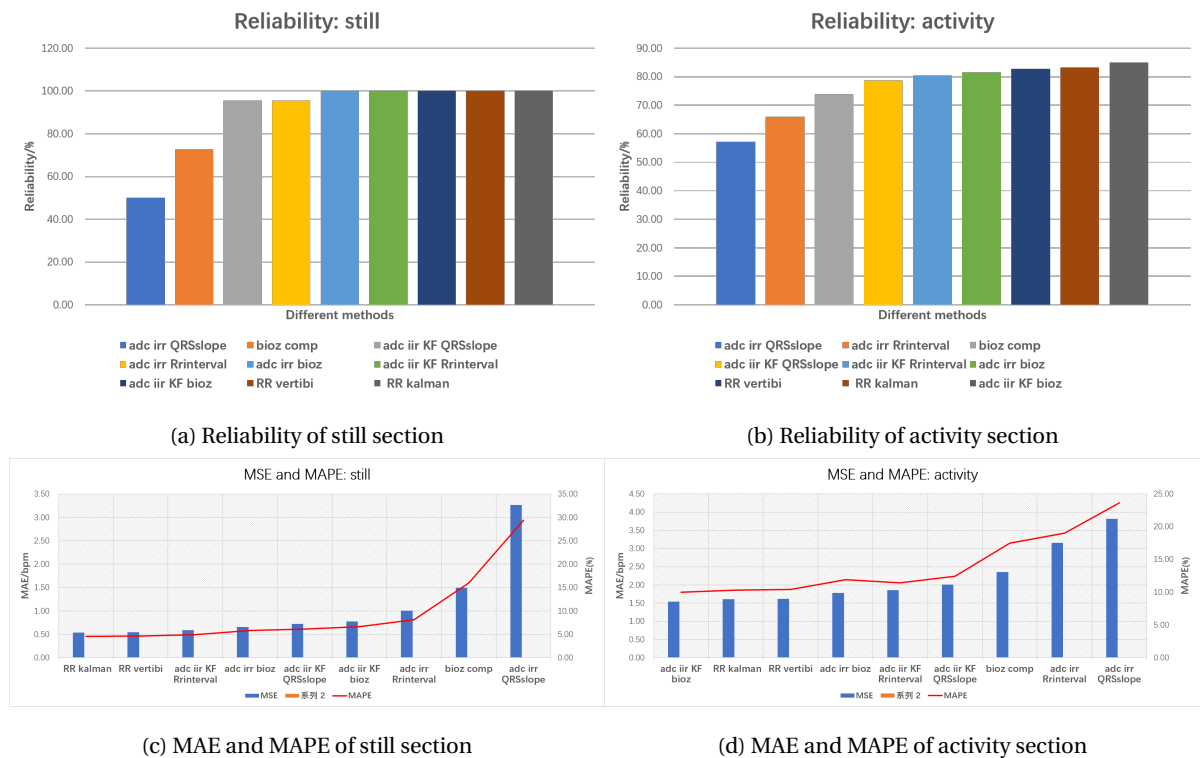 Reliability: still
120.00
100.00
80.00
60.00
40.00
20.00
0.00
Reliability/%
Different methods
adc irr QRSslope bioz comp adc iir KF QRSslope
adc irr Rrinterval adc irr bioz adc iir KF Rrinterval
adc iir KF bioz RR vertibi RR kalman
(a) Reliability of still section
Reliability: activity
90.00
80.00
70.00
60.00
50.00
40.00
30.00
20.00
10.00
0.00
Reliability/%
Different methods
adc irr QRSslope adc irr Rrinterval bioz comp
adc iir KF QRSslope adc iir KF Rrinterval adc irr bioz
RR vertibi RR kalman adc iir KF bioz
(b) Reliability of activity section
MSE and MAPE: still
3.50
3.00
2.50
2.00
1.50
1.00
0.50
0.00
MAE/bpm
35.00
30.00
25.00
20.00
15.00
10.00
5.00
0.00
MAPE(%)
RR kalman RR vertibi adc iir KF adc irr bioz adc iir KF adc iir KF adc irr bioz comp adc irr
Rrinterval QRSslope bioz Rrinterval QRSslope
MSE 系列 2 MAPE
(c) MAE and MAPE of still section
MSE and MAPE: activity
4.50
4.00
3.50
3.00
2.50
2.00
1.50
1.00
0.50
0.00
MAE/bpm
25.00
20.00
15.00
10.00
5.00
0.00
MAPE(%)
adc iir KF RR kalman RR vertibi adc irr bioz adc iir KF adc iir KF bioz comp adc irr adc irr
bioz Rrinterval QRSslope Rrinterval QRSslope
MSE 系列 2 MAPE
(d) MAE and MAPE of activity section